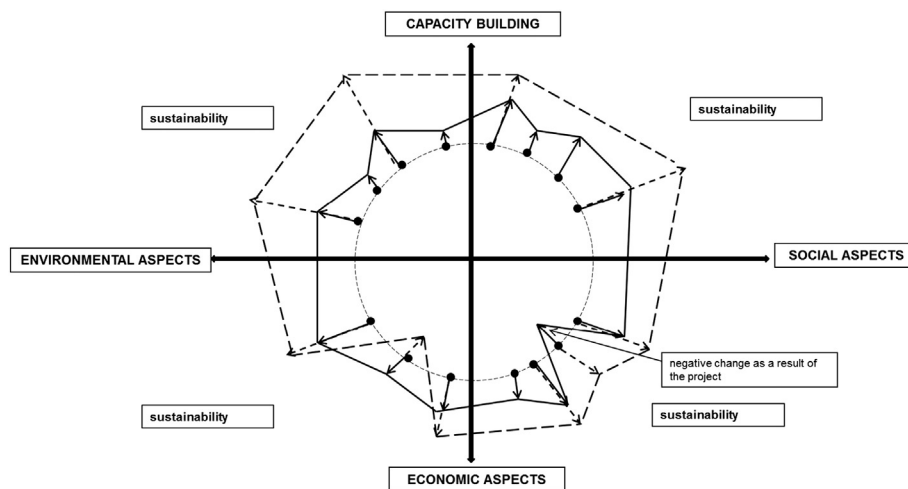 CAPACITY BUILDING
sustainability
sustainability
ENVIRONMENTAL ASPECTS
SOCIAL ASPECTS
negative change as a result of
the project
sustainability
sustainability
ECONOMIC ASPECTS